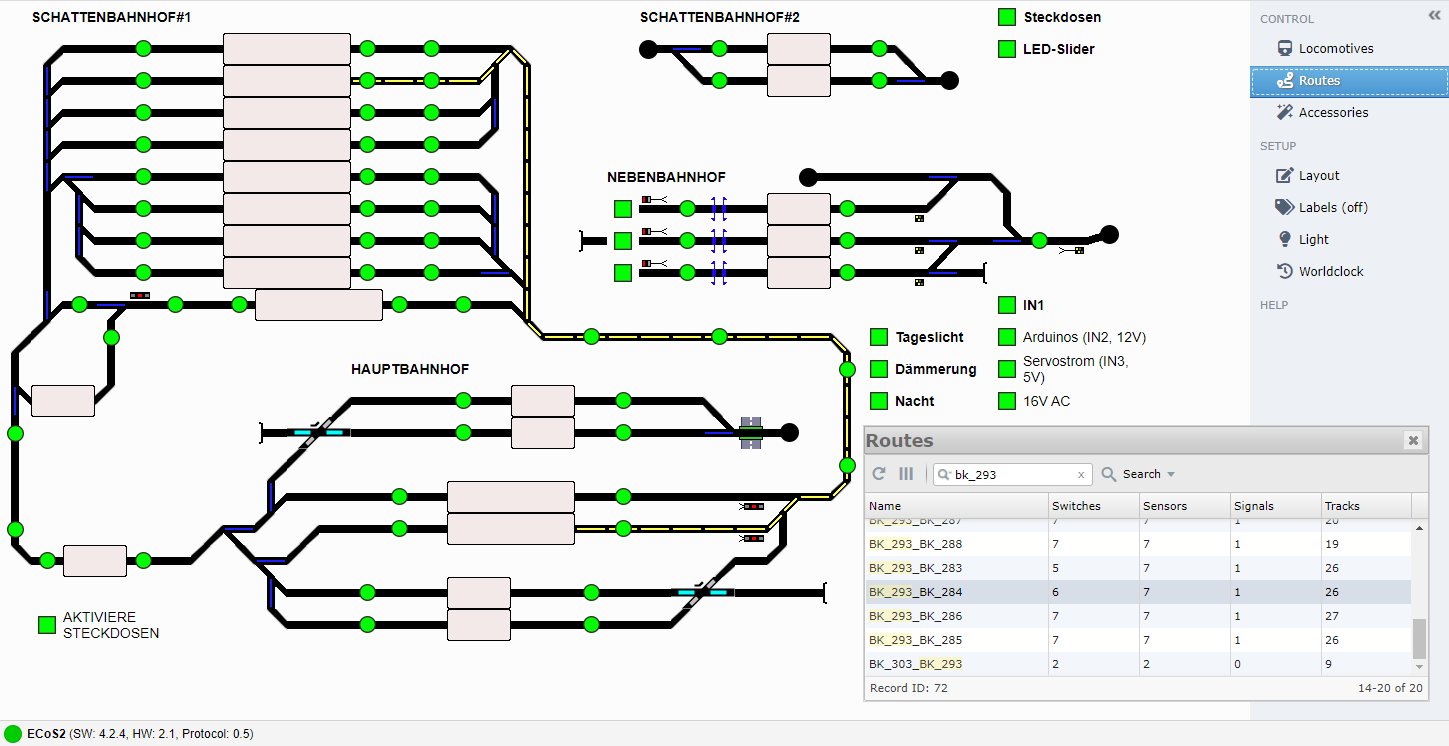 SCHATTENBAHNHOF#1
SCHATTENBAHNHOF#2
Steckdosen
LED-Slider
NEBENBAHNHOF
IN1
Tageslicht
Arduinos (IN2, 12V)
Dämmerung
Servostrom (IN3,
5V)
Nacht
16V AC
HAUPTBAHNHOF
AKTIVIERE
STECKDOSEN
CONTROL
Locomotives
Routes
Accessories
SETUP
Layout
Labels (off)
Light
Worldclock
HELP
Routes
bk_293 x Search
Name Switches Sensors Signals Tracks
BK_293_BK_287 7 7 1 20
BK_293_BK_288 7 7 1 19
BK_293_BK_283 5 7 1 26
BK_293_BK_284 6 7 1 26
BK_293_BK_286 7 7 1 27
BK_293_BK_285 7 7 1 26
BK_303_BK_293 2 2 0 9
Record ID: 72 14-20 of 20
ECoS2 (SW: 4.2.4, HW: 2.1, Protocol: 0.5)